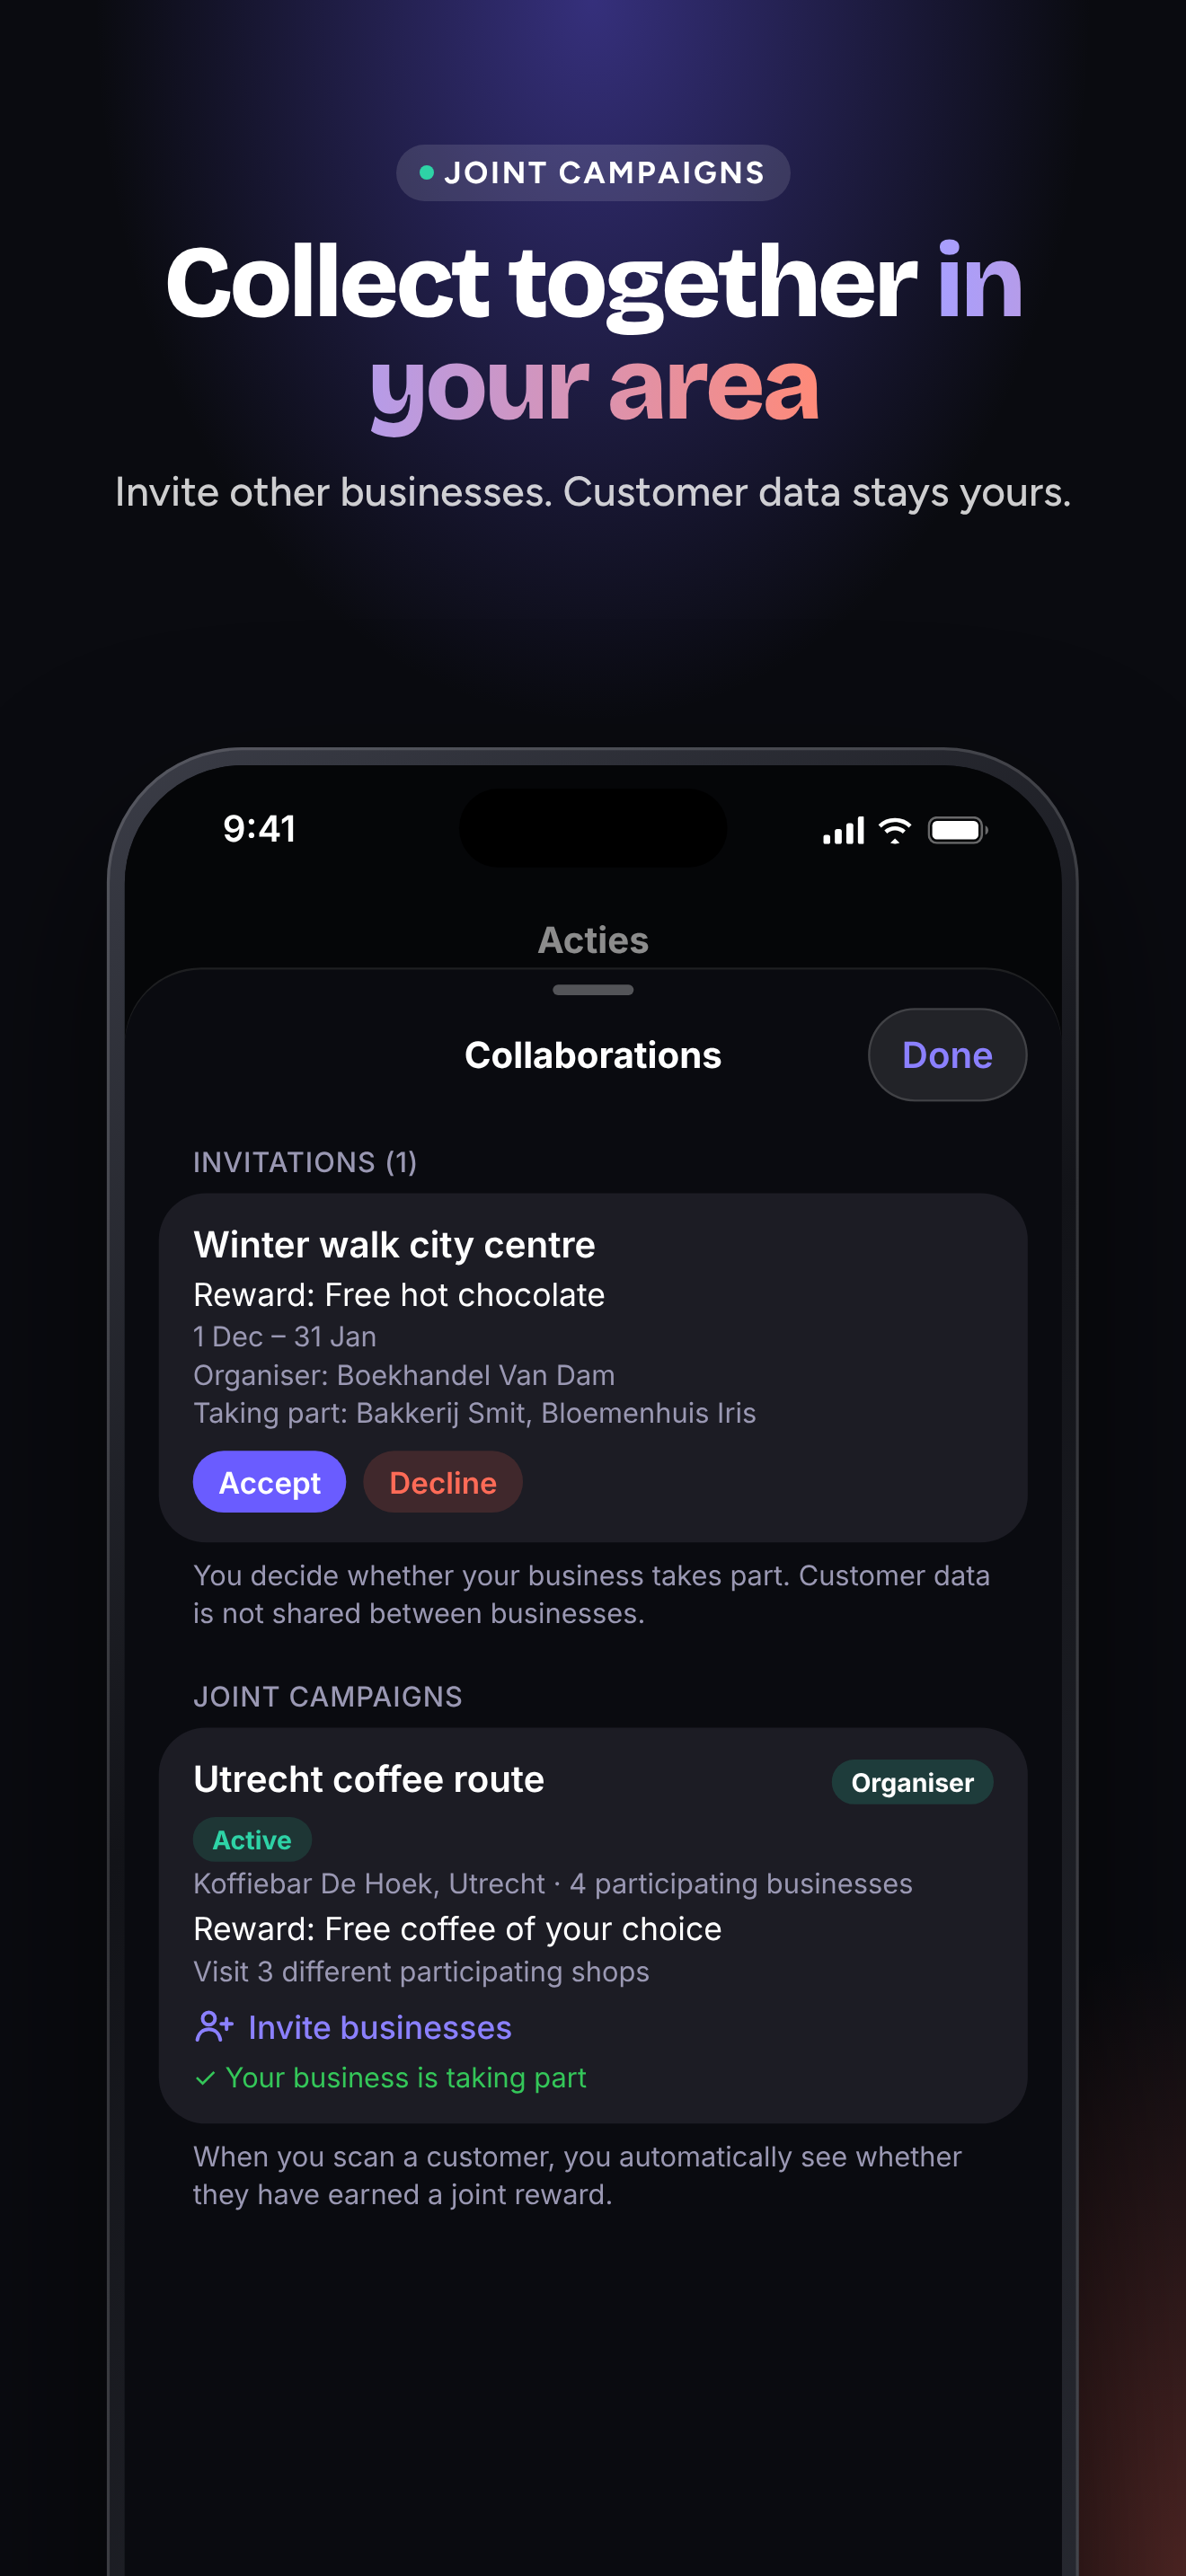 JOINT CAMPAIGNS
Collect together in
your area
Invite other businesses. Customer data stays yours.
9:41
Acties
Collaborations
Done
INVITATIONS (1)
Winter walk city centre
Reward: Free hot chocolate
1 Dec – 31 Jan
Organiser: Boekhandel Van Dam
Taking part: Bakkerij Smit, Bloemenhuis Iris
Accept
Decline
You decide whether your business takes part. Customer data
is not shared between businesses.
JOINT CAMPAIGNS
Utrecht coffee route
Organiser
Active
Koffiebar De Hoek, Utrecht · 4 participating businesses
Reward: Free coffee of your choice
Visit 3 different participating shops
Invite businesses
✓ Your business is taking part
When you scan a customer, you automatically see whether
they have earned a joint reward.